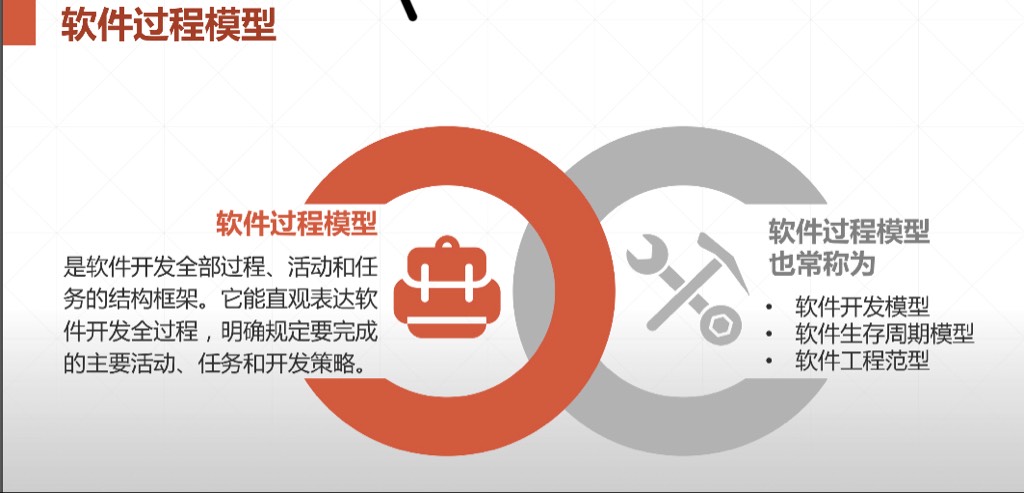 软件过程模型
软件过程模型
是软件开发全部过程、活动和任
务的结构框架。它能直观表达软
件开发全过程，明确规定要完成
的主要活动、任务和开发策略。
软件过程模型
也常称为
• 软件开发模型
• 软件生存周期模型
• 软件工程范型